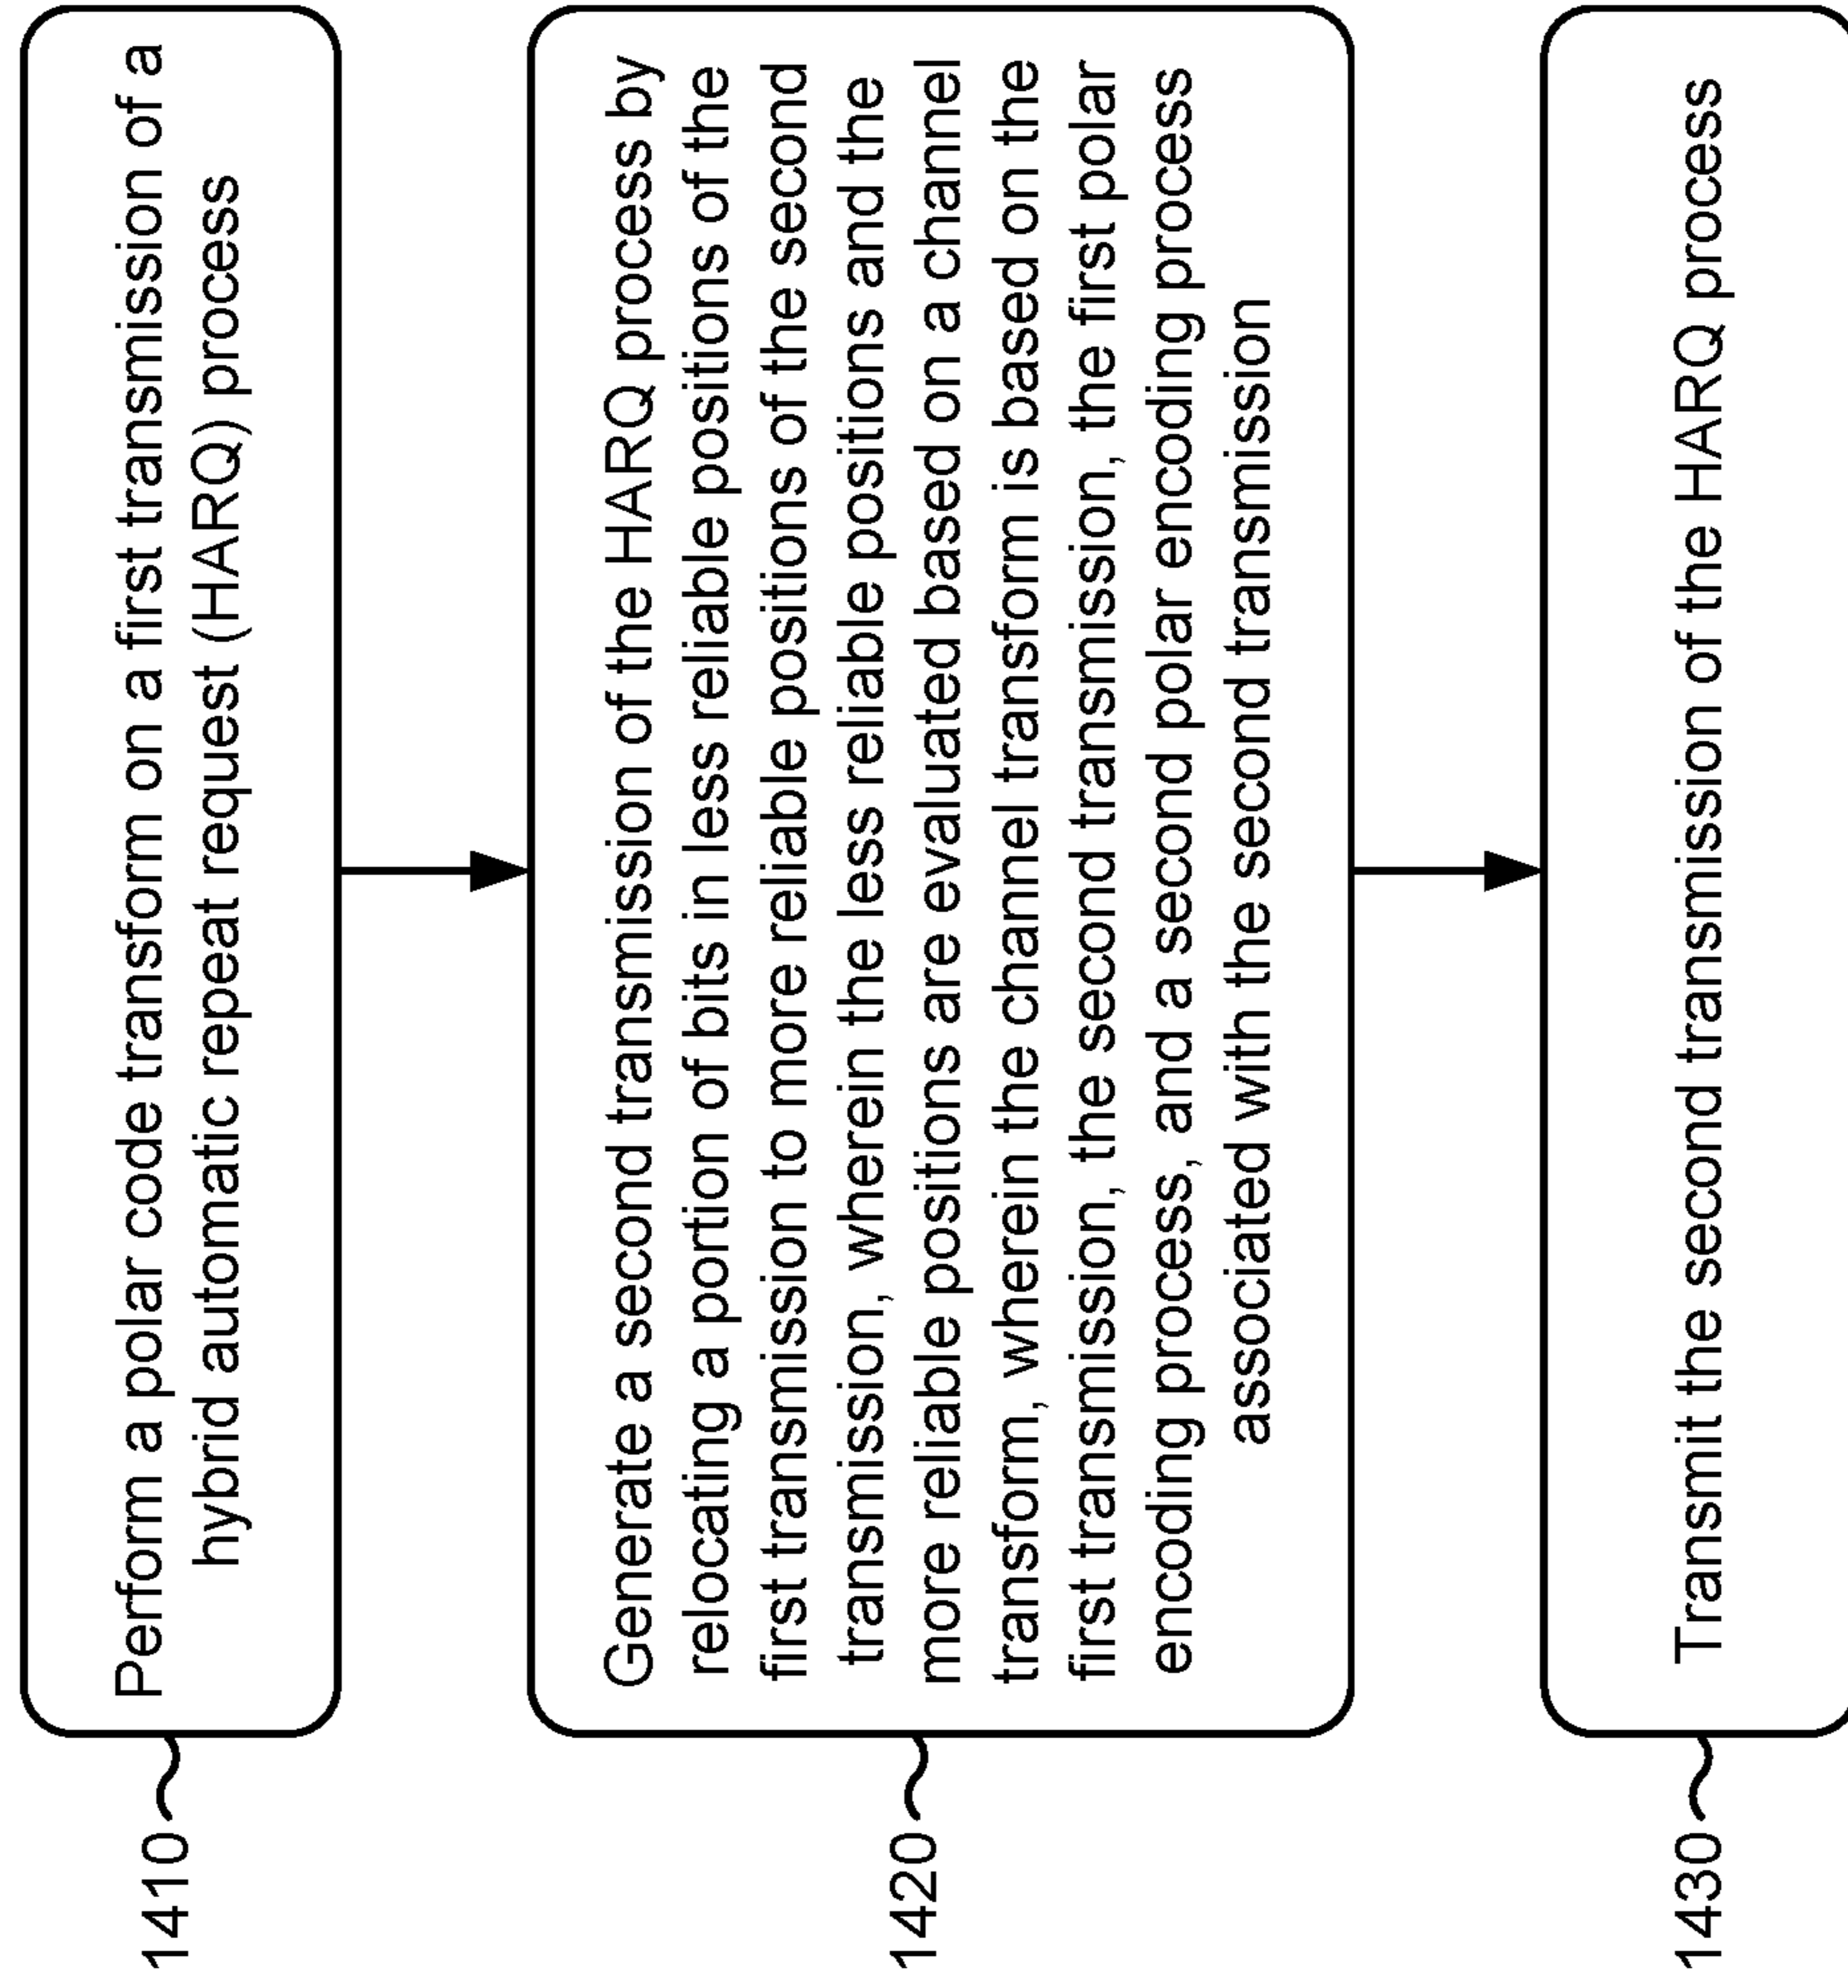 1410
Perform a polar code transform on a first transmission of a
hybrid automatic repeat request (HARQ) process
1420
Generate a second transmission of the HARQ process by
relocating a portion of bits in less reliable positions of the
first transmission to more reliable positions of the second
transmission, wherein the less reliable positions and the
more reliable positions are evaluated based on a channel
transform, wherein the channel transform is based on the
first transmission, the second transmission, the first polar
encoding process, and a second polar encoding process
associated with the second transmission
1430
Transmit the second transmission of the HARQ process